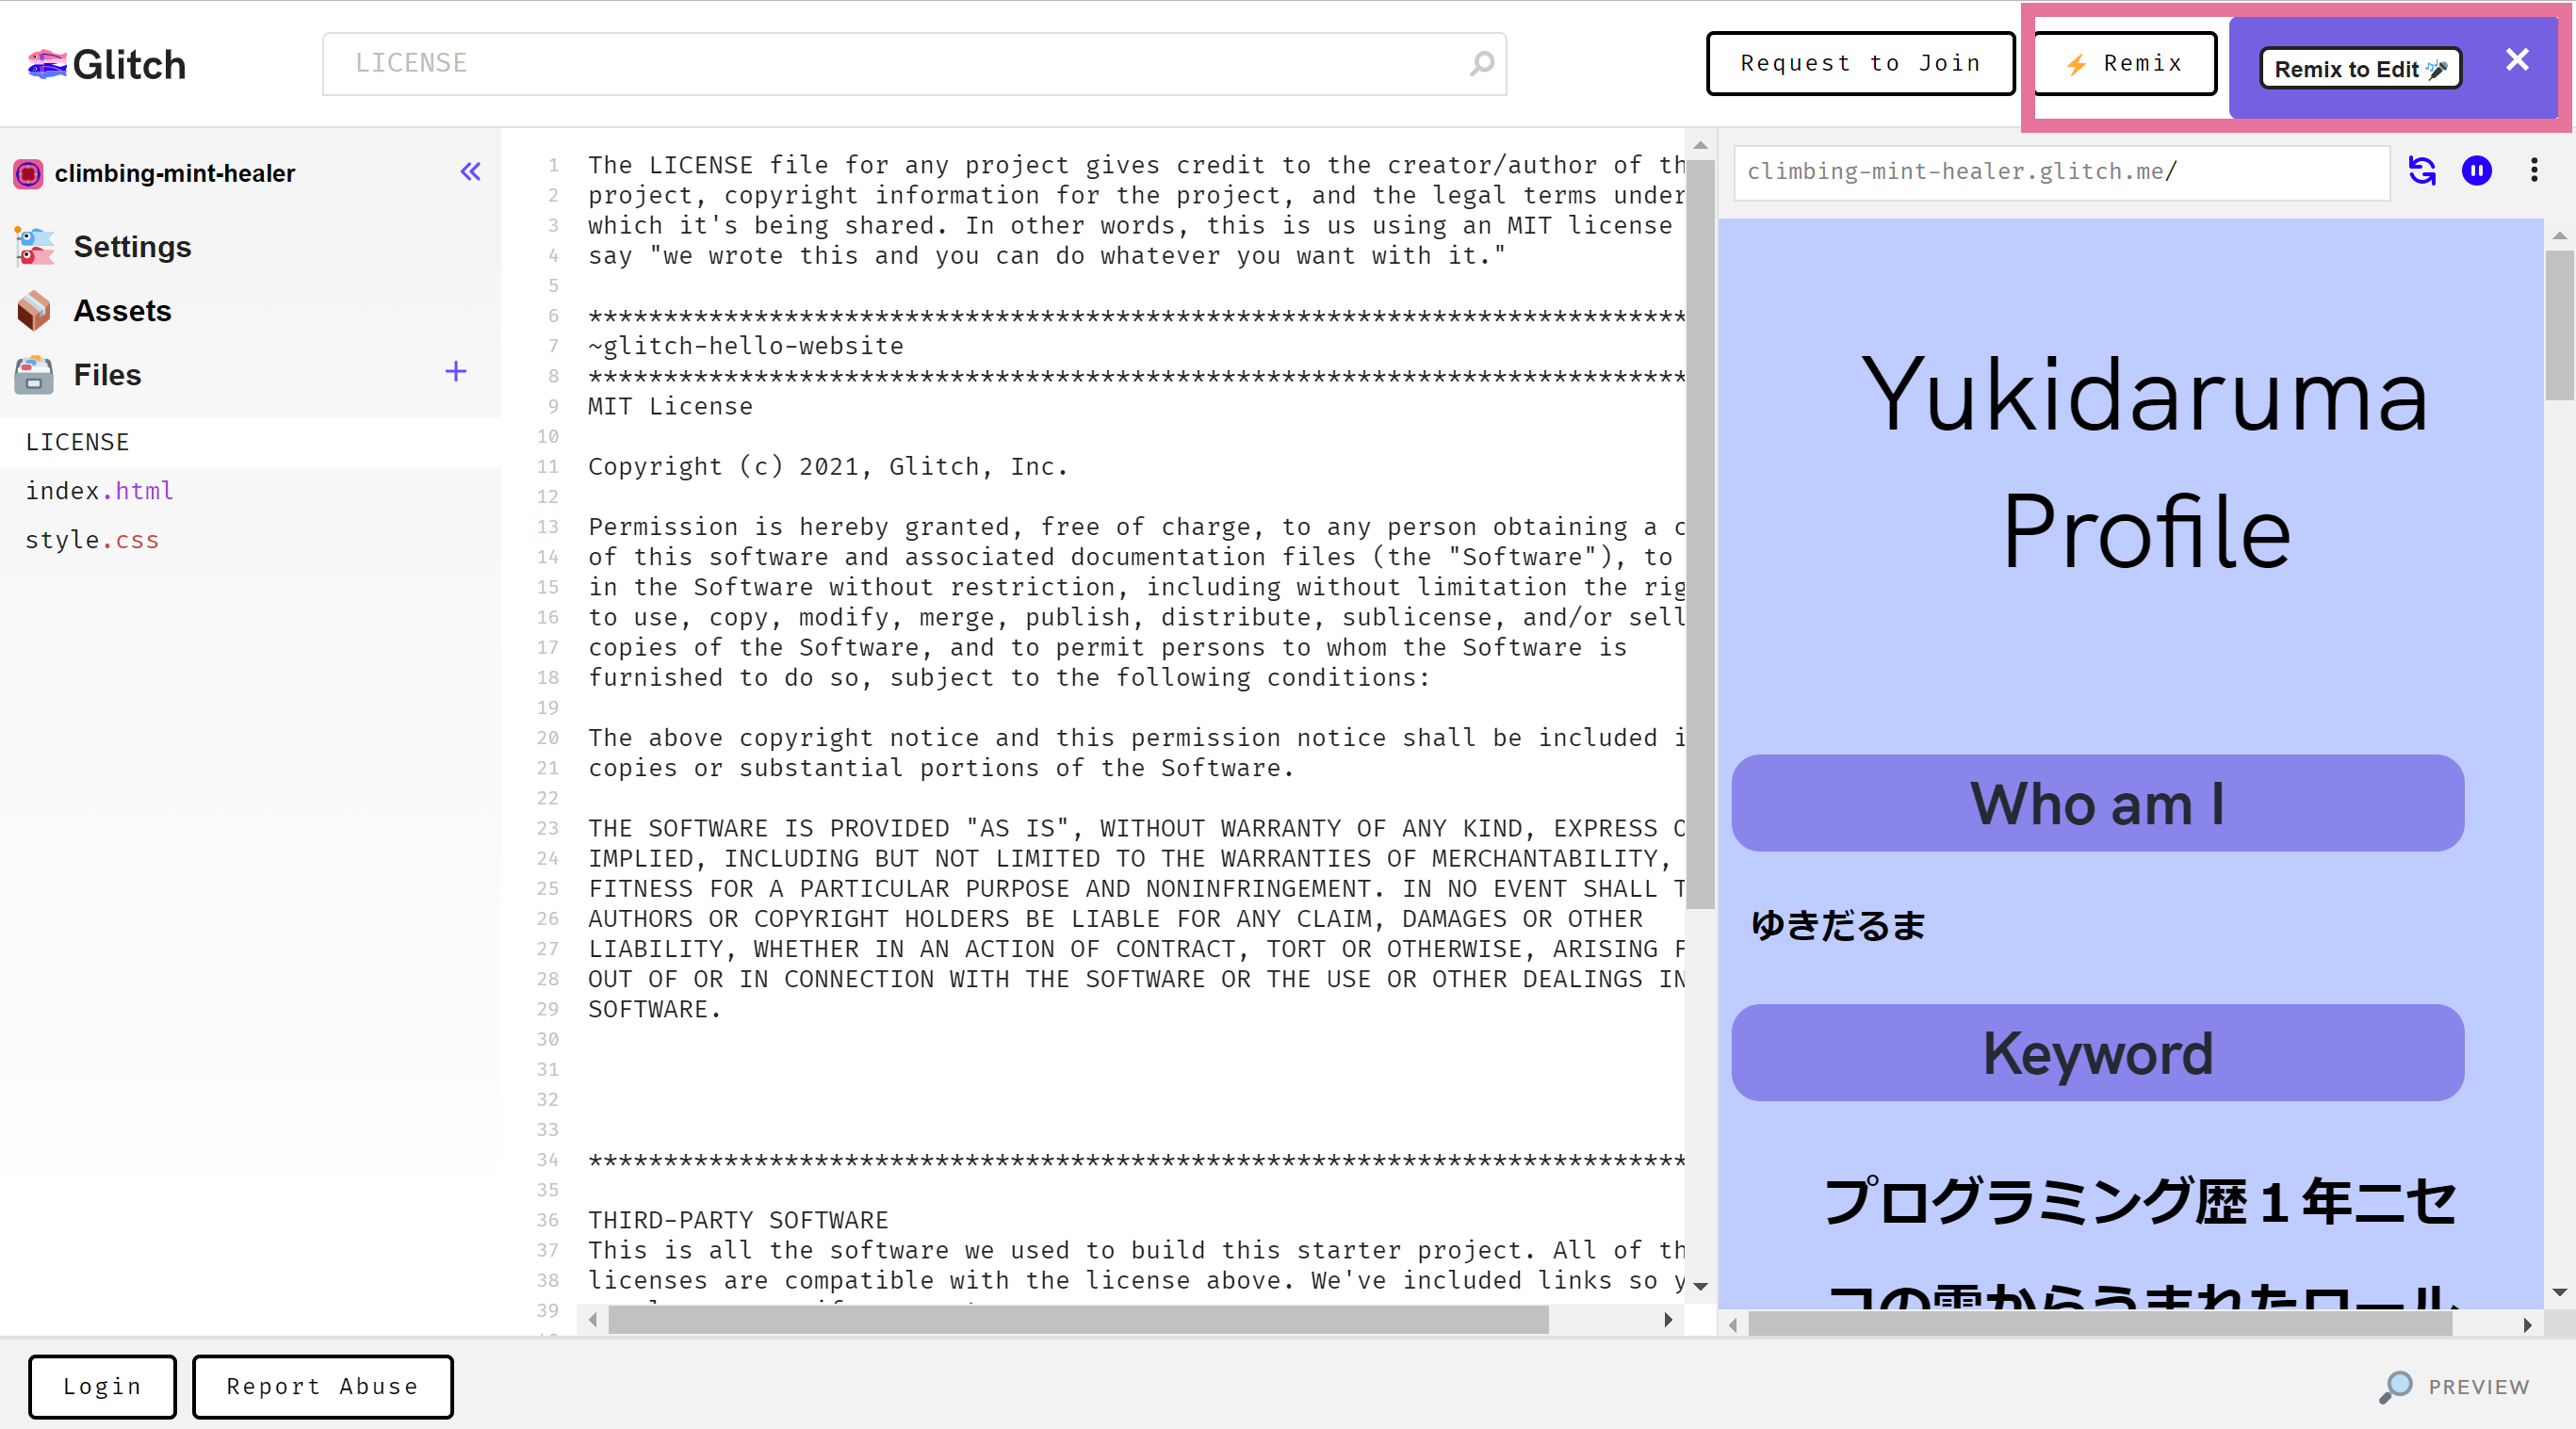 Glitch
LICENSE
Request to Join
⚡ Remix
Remix to Edit
climbing-mint-healer
Settings
Assets
Files
LICENSE
index.html
style.css
1 The LICENSE file for any project gives credit to the creator/author of th
2 project, copyright information for the project, and the legal terms under
3 which it's being shared. In other words, this is us using an MIT license
4 say "we wrote this and you can do whatever you want with it."
5
6 *************************************************************************
7 ~glitch-hello-website
8 *************************************************************************
9 MIT License
10
11 Copyright (c) 2021, Glitch, Inc.
12
13 Permission is hereby granted, free of charge, to any person obtaining a c
14 of this software and associated documentation files (the "Software"), to
15 in the Software without restriction, including without limitation the rig
16 to use, copy, modify, merge, publish, distribute, sublicense, and/or sell
17 copies of the Software, and to permit persons to whom the Software is
18 furnished to do so, subject to the following conditions:
19
20 The above copyright notice and this permission notice shall be included i
21 copies or substantial portions of the Software.
22
23 THE SOFTWARE IS PROVIDED "AS IS", WITHOUT WARRANTY OF ANY KIND, EXPRESS O
24 IMPLIED, INCLUDING BUT NOT LIMITED TO THE WARRANTIES OF MERCHANTABILITY,
25 FITNESS FOR A PARTICULAR PURPOSE AND NONINFRINGEMENT. IN NO EVENT SHALL T
26 AUTHORS OR COPYRIGHT HOLDERS BE LIABLE FOR ANY CLAIM, DAMAGES OR OTHER
27 LIABILITY, WHETHER IN AN ACTION OF CONTRACT, TORT OR OTHERWISE, ARISING F
28 OUT OF OR IN CONNECTION WITH THE SOFTWARE OR THE USE OR OTHER DEALINGS IN
29 SOFTWARE.
30
31
32
33
34 *************************************************************************
35
36 THIRD-PARTY SOFTWARE
37 This is all the software we used to build this starter project. All of th
38 licenses are compatible with the license above. We've included links so y
39
climbing-mint-healer.glitch.me/
Yukidaruma
Profile
Who am I
ゆきだるま
Keyword
プログラミング歴１年ニセ
コの雪からうまれたロール
Login
Report Abuse
PREVIEW